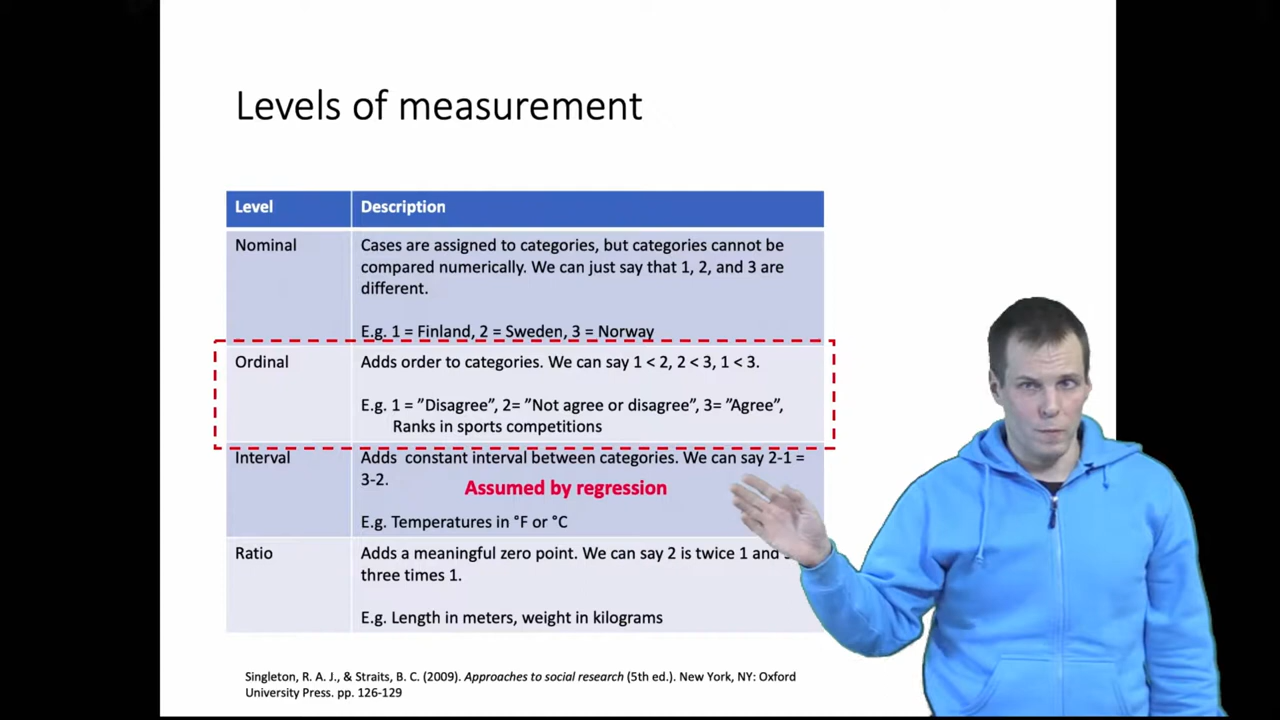 Levels of measurement
Level
Description
Nominal
Cases are assigned to categories, but categories cannot be
compared numerically. We can just say that 1, 2, and 3 are
different.
E.g. 1 = Finland, 2 = Sweden, 3 = Norway
Ordinal
Adds order to categories. We can say 1 < 2, 2 < 3, 1 < 3.
E.g. 1 = ”Disagree”, 2= ”Not agree or disagree”, 3= ”Agree”,
Ranks in sports competitions
Interval
Adds constant interval between categories. We can say 2-1 =
3-2.
Assumed by regression
E.g. Temperatures in °F or °C
Ratio
Adds a meaningful zero point. We can say 2 is twice 1 and
three times 1.
E.g. Length in meters, weight in kilograms
Singleton, R. A. J., & Straits, B. C. (2009). Approaches to social research (5th ed.). New York, NY: Oxford
University Press. pp. 126-129